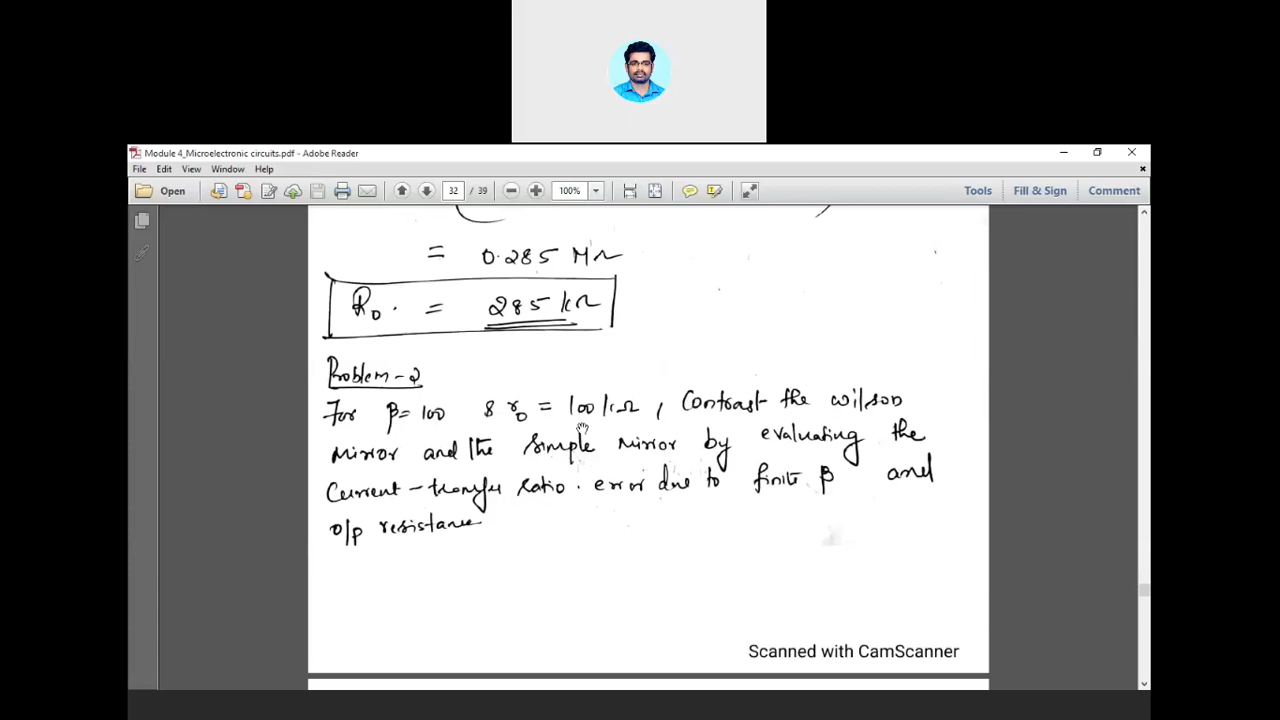 Module 4_Microelectronic circuits.pdf - Adobe Reader
File Edit View Window Help
Open 32 / 39 100% Tools Fill & Sign Comment
= 0.285 MΩ
R₀. = 285 kΩ
Problem-2
For β=100 & r₀ = 100 kΩ, Contrast the wilson
mirror and the simple mirror by evaluating the
Current-transfer ratio. error due to finite β and
o/p resistance
Scanned with CamScanner